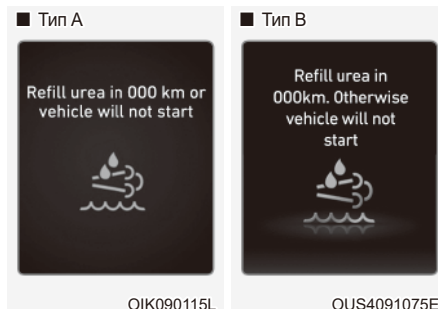 ■ Тип A
Refill urea in 000 km or
vehicle will not start
OIK090115L
■ Тип B
Refill urea in
000km. Otherwise
vehicle will not
start
OUS4091075E